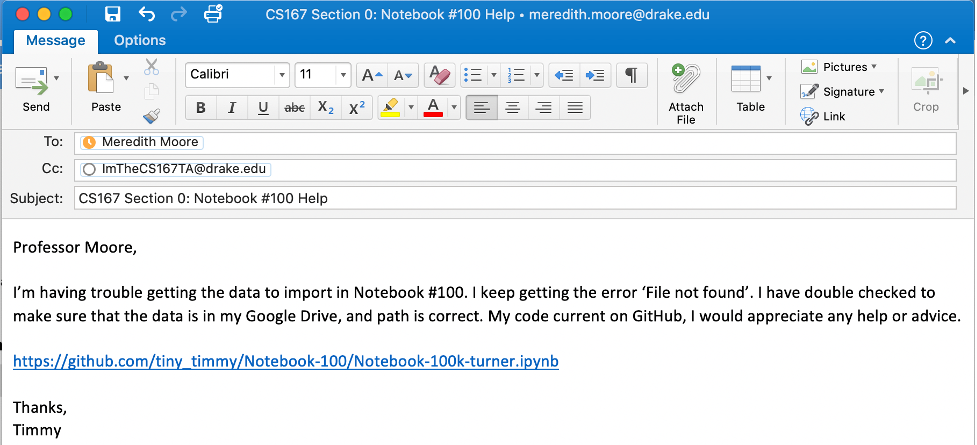 CS167 Section 0: Notebook #100 Help • meredith.moore@drake.edu
Message Options ?
Send Paste Calibri 11 A A A ¶ Attach File Table Pictures Signature Link Crop
B I U abc X₂ X² A
To: Meredith Moore
Cc: ImTheCS167TA@drake.edu
Subject: CS167 Section 0: Notebook #100 Help
Professor Moore,
I'm having trouble getting the data to import in Notebook #100. I keep getting the error ‘File not found’. I have double checked to
make sure that the data is in my Google Drive, and path is correct. My code current on GitHub, I would appreciate any help or advice.
https://github.com/tiny_timmy/Notebook-100/Notebook-100k-turner.ipynb
Thanks,
Timmy